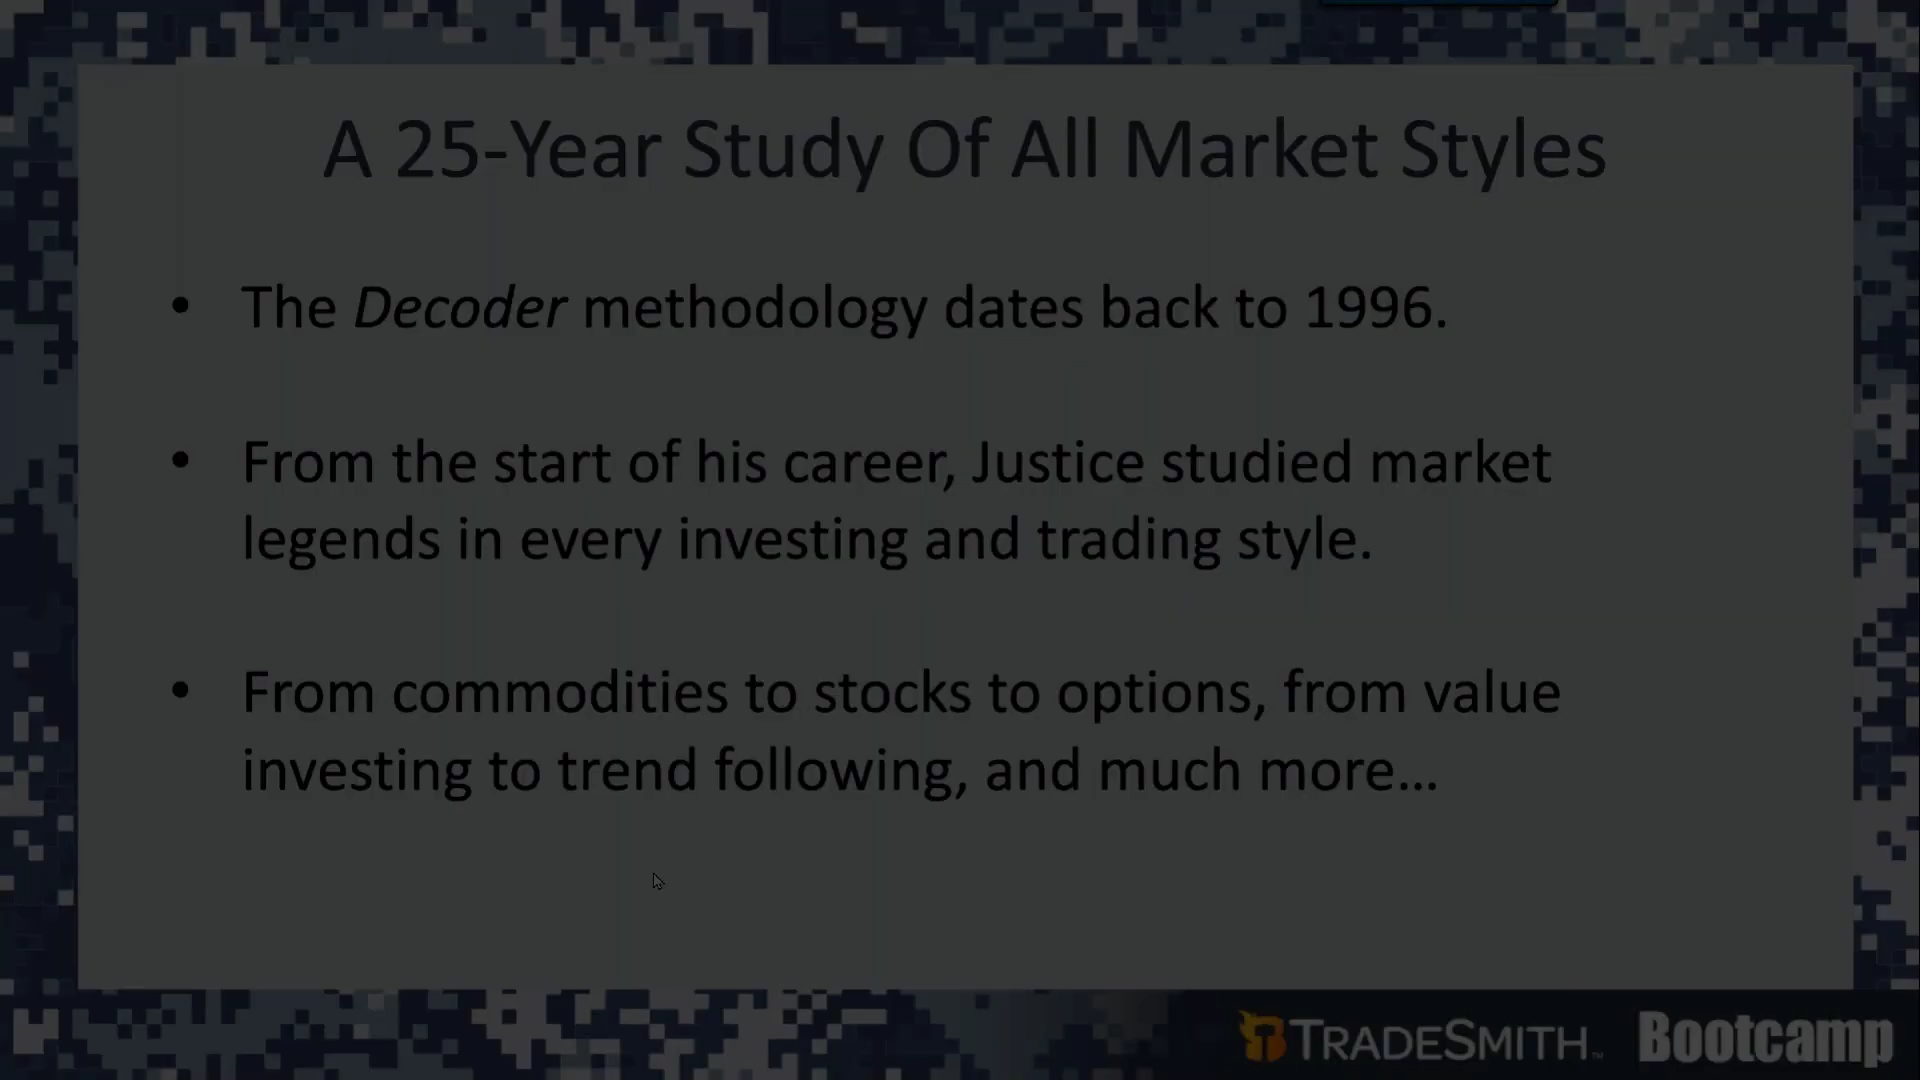 A 25-Year Study Of All Market Styles
• The Decoder methodology dates back to 1996.
• From the start of his career, Justice studied market
legends in every investing and trading style.
• From commodities to stocks to options, from value
investing to trend following, and much more...
TRADESMITH™ Bootcamp